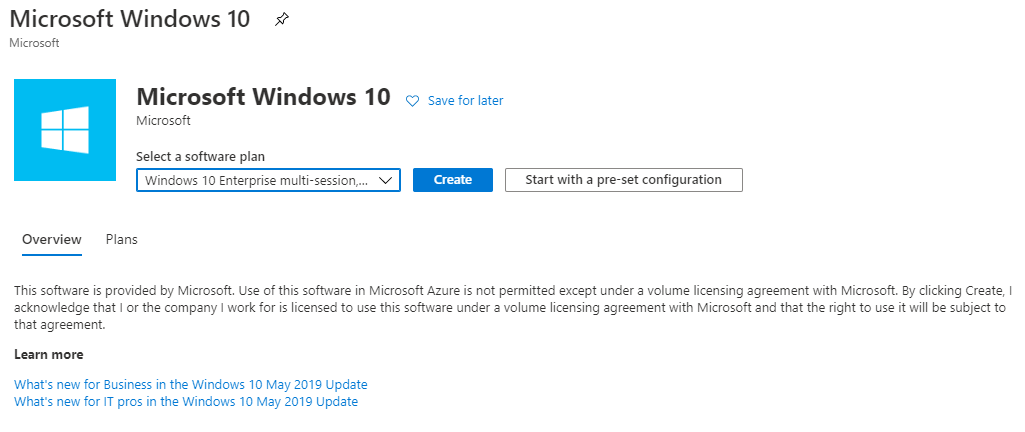 Microsoft Windows 10
Microsoft
Microsoft Windows 10
Save for later
Microsoft
Select a software plan
Windows 10 Enterprise multi-session,...
Create
Start with a pre-set configuration
Overview
Plans
This software is provided by Microsoft. Use of this software in Microsoft Azure is not permitted except under a volume licensing agreement with Microsoft. By clicking Create, I
acknowledge that I or the company I work for is licensed to use this software under a volume licensing agreement with Microsoft and that the right to use it will be subject to
that agreement.
Learn more
What's new for Business in the Windows 10 May 2019 Update
What's new for IT pros in the Windows 10 May 2019 Update